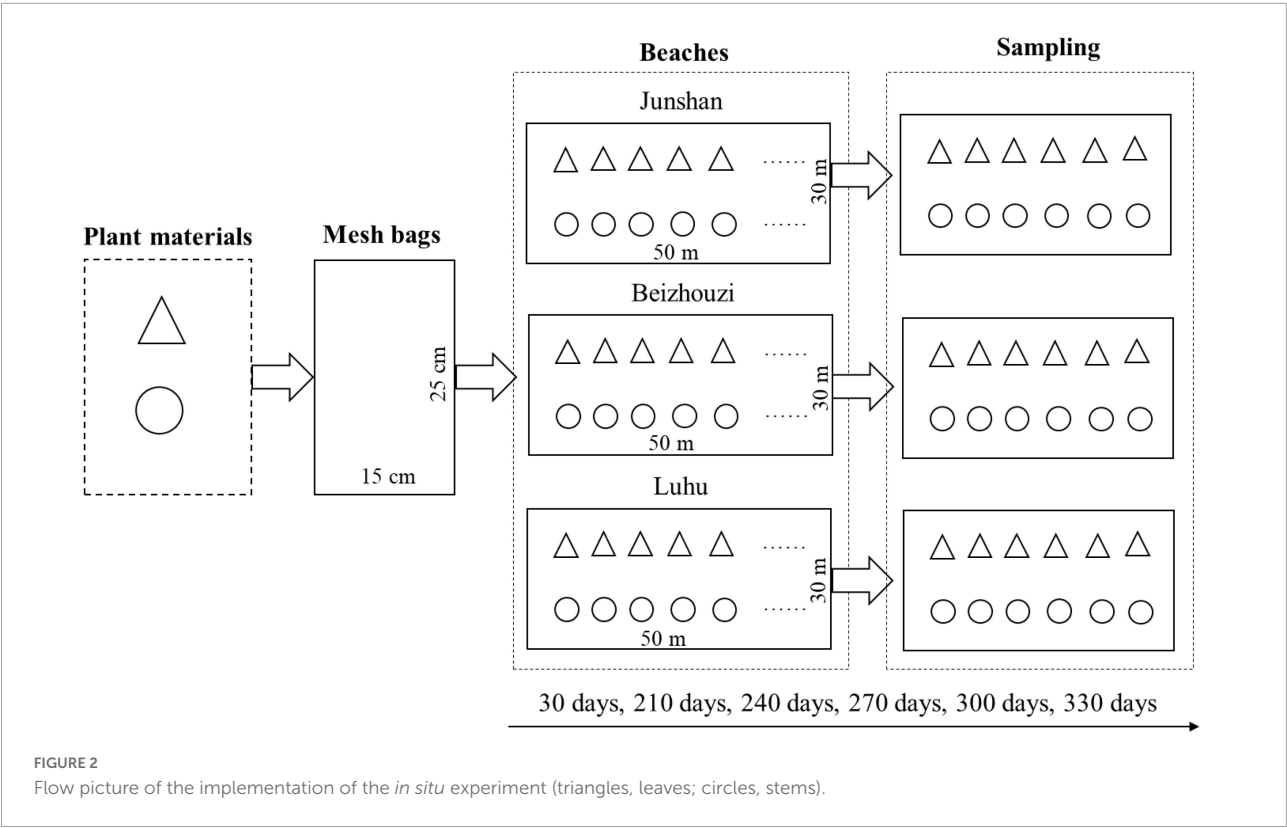 Plant materials
Mesh bags
25 cm
15 cm
Beaches
Junshan
......
30 m
......
50 m
Beizhouzi
......
30 m
......
50 m
Luhu
......
30 m
......
50 m
Sampling
30 days, 210 days, 240 days, 270 days, 300 days, 330 days
FIGURE 2
Flow picture of the implementation of the in situ experiment (triangles, leaves; circles, stems).